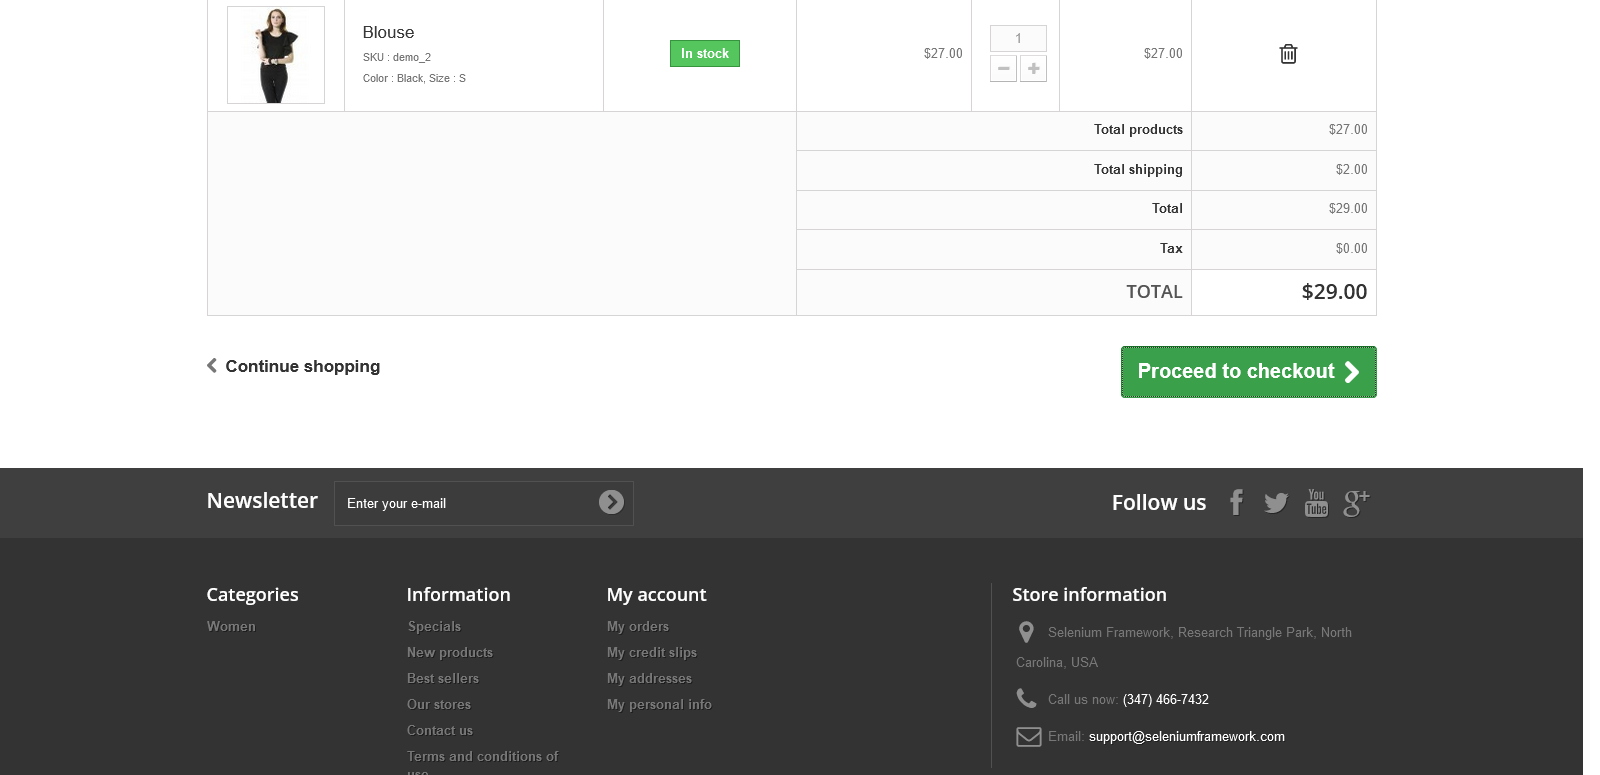 Blouse
SKU : demo_2
Color : Black, Size : S
In stock
$27.00
1
$27.00
Total products
$27.00
Total shipping
$2.00
Total
$29.00
Tax
$0.00
TOTAL
$29.00
Continue shopping
Proceed to checkout
Newsletter
Enter your e-mail
Follow us
You
Tube
g+
Categories
Women
Information
Specials
New products
Best sellers
Our stores
Contact us
Terms and conditions of
use
My account
My orders
My credit slips
My addresses
My personal info
Store information
Selenium Framework, Research Triangle Park, North
Carolina, USA
Call us now: (347) 466-7432
Email: support@seleniumframework.com